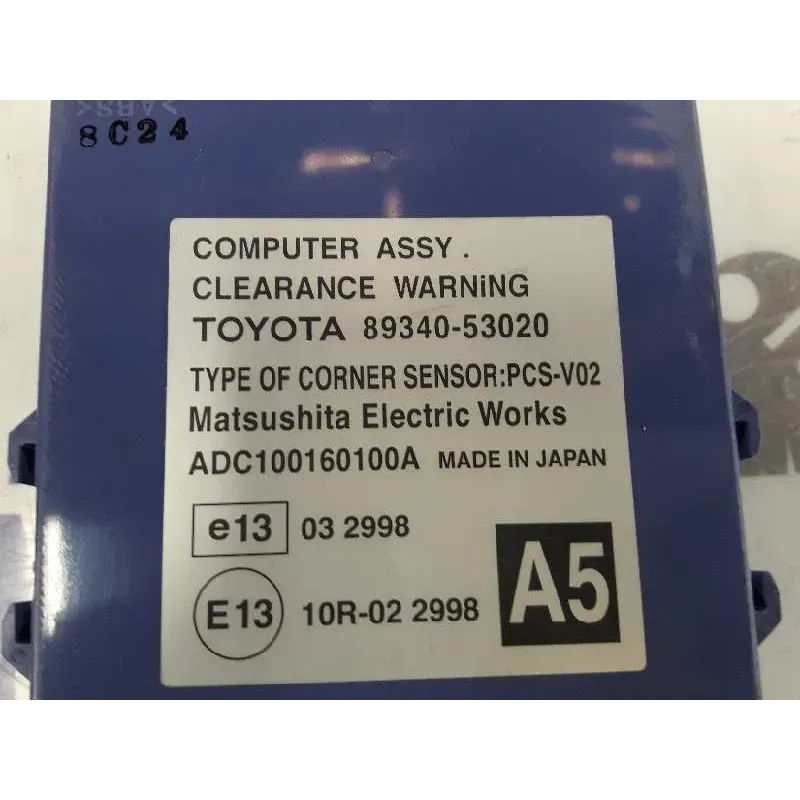 >ABS<
8C24
COMPUTER ASSY.
CLEARANCE WARNiNG
TOYOTA 89340-53020
TYPE OF CORNER SENSOR:PCS-V02
Matsushita Electric Works
ADC100160100A MADE IN JAPAN
e13 03 2998
E13 10R-02 2998
A5